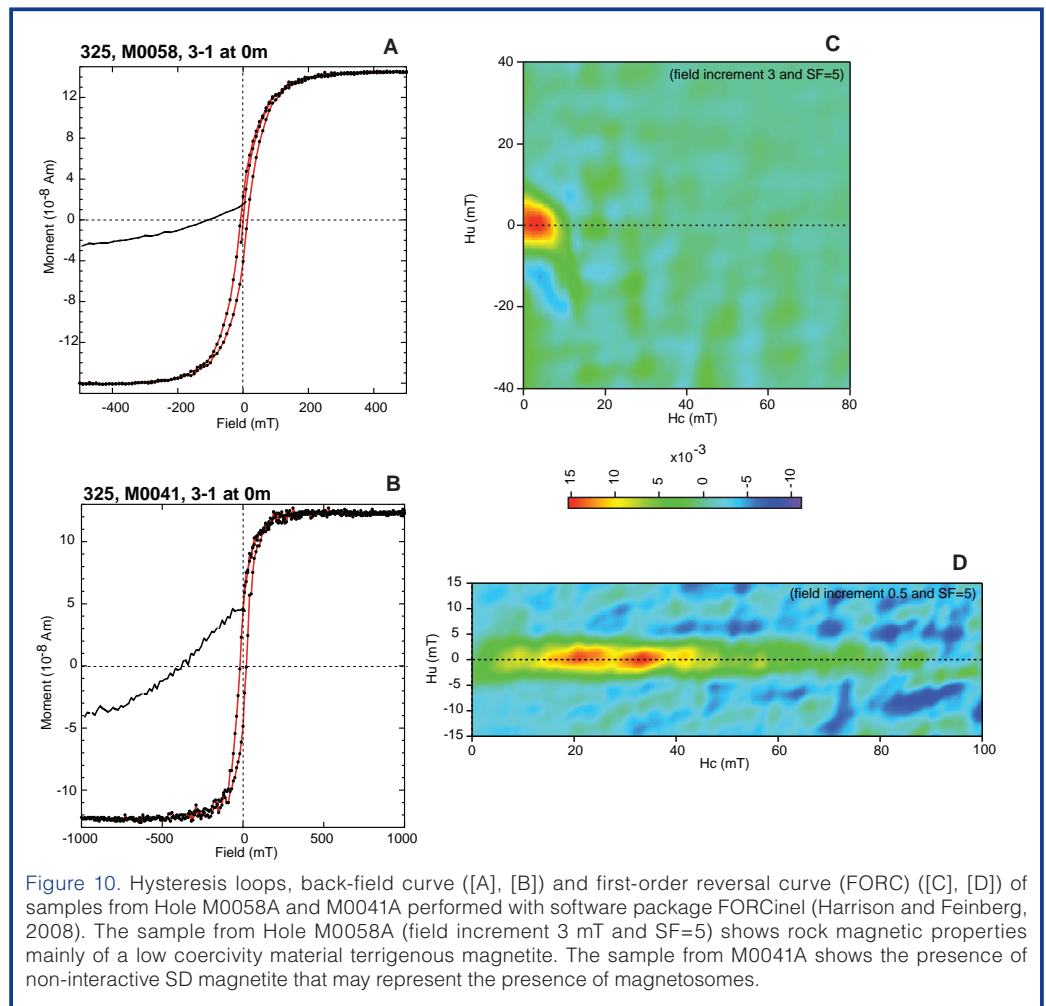 325, M0058, 3-1 at 0m
A
12
8
4
0
-4
-8
-12
Moment (10-8 Am)
-400
-200
0
200
400
Field (mT)
C
(field increment 3 and SF=5)
40
20
0
-20
-40
Hu (mT)
0
20
40
60
80
Hc (mT)
x10-3
15
10
5
0
-5
-10
325, M0041, 3-1 at 0m
B
10
5
0
-5
-10
Moment (10-8 Am)
-1000
-500
0
500
1000
Field (mT)
D
(field increment 0.5 and SF=5)
15
10
5
0
-5
-10
-15
Hu (mT)
0
20
40
60
80
100
Hc (mT)
Figure 10. Hysteresis loops, back-field curve ([A], [B]) and first-order reversal curve (FORC) ([C], [D]) of
samples from Hole M0058A and M0041A performed with software package FORCinel (Harrison and Feinberg,
2008). The sample from Hole M0058A (field increment 3 mT and SF=5) shows rock magnetic properties
mainly of a low coercivity material terrigenous magnetite. The sample from M0041A shows the presence of
non-interactive SD magnetite that may represent the presence of magnetosomes.